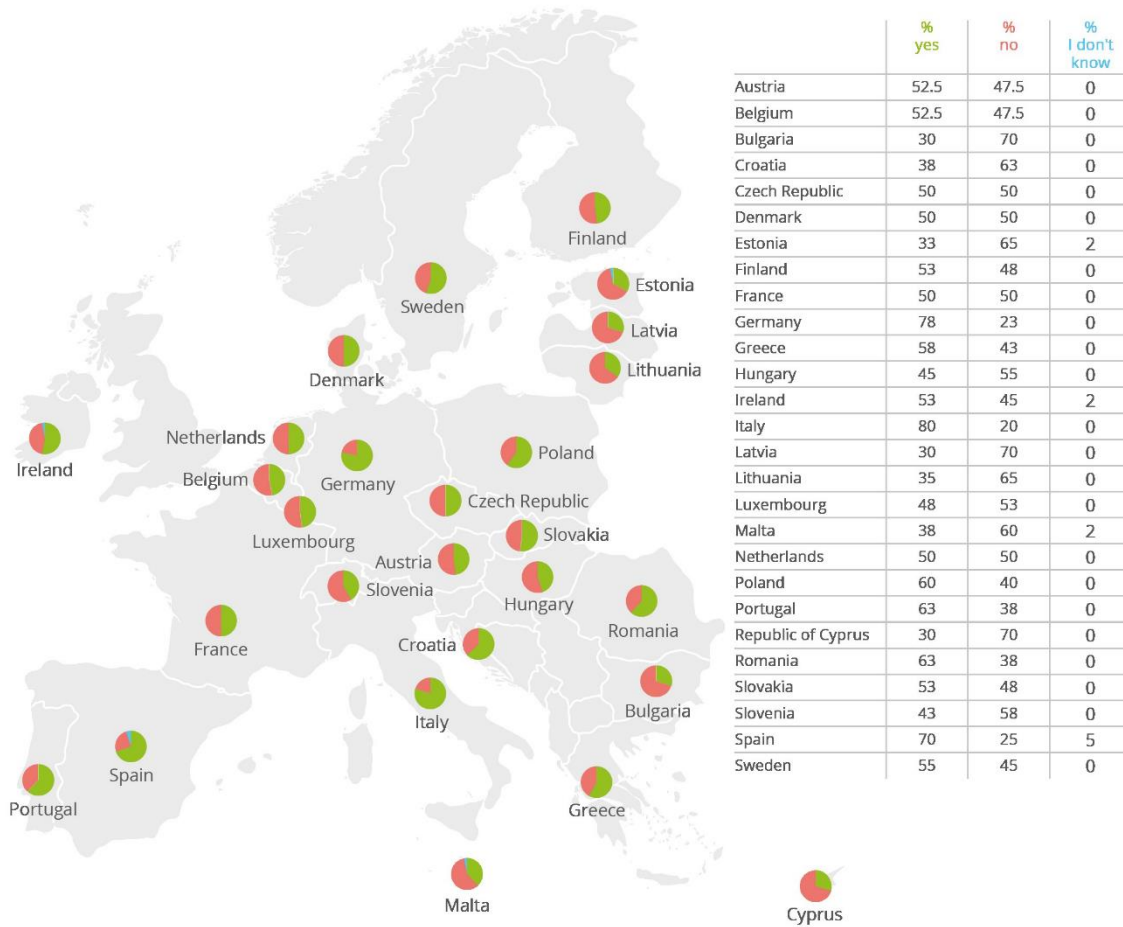 %
yes
%
no
%
I don't
know
Austria 52.5 47.5 0
Belgium 52.5 47.5 0
Bulgaria 30 70 0
Croatia 38 63 0
Czech Republic 50 50 0
Denmark 50 50 0
Estonia 33 65 2
Finland 53 48 0
France 50 50 0
Germany 78 23 0
Greece 58 43 0
Hungary 45 55 0
Ireland 53 45 2
Italy 80 20 0
Latvia 30 70 0
Lithuania 35 65 0
Luxembourg 48 53 0
Malta 38 60 2
Netherlands 50 50 0
Poland 60 40 0
Portugal 63 38 0
Republic of Cyprus 30 70 0
Romania 63 38 0
Slovakia 53 48 0
Slovenia 43 58 0
Spain 70 25 5
Sweden 55 45 0
Finland
Sweden
Estonia
Latvia
Denmark
Lithuania
Netherlands
Ireland
Poland
Belgium
Germany
Czech Republic
Luxembourg
Slovakia
Austria
Slovenia
Hungary
Romania
France
Croatia
Bulgaria
Italy
Spain
Portugal
Greece
Malta
Cyprus